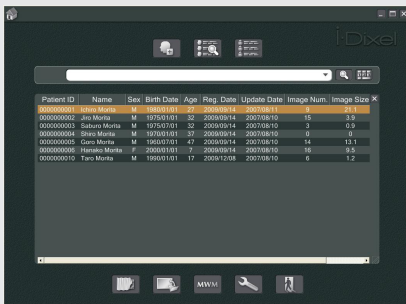 i-Dixel
Patient ID Name Sex Birth Date Age Reg. Date Update Date Image Num. Image Size ✕
0000000001 Ichiro Morita M 1980/01/01 27 2009/09/14 2007/08/11 9 21.1
0000000002 Jiro Morita M 1975/01/01 32 2009/09/14 2007/08/10 15 3.9
0000000003 Saburo Morita M 1975/07/01 32 2009/09/14 2007/08/10 3 0.9
0000000004 Shiro Morita M 1970/01/01 37 2009/09/14 2007/08/10 0 0
0000000005 Goro Morita M 1960/07/01 47 2009/09/14 2007/08/10 14 13.1
0000000006 Hanako Morita F 2000/01/01 7 2009/09/14 2007/08/10 16 9.5
0000000010 Taro Morita M 1990/01/01 17 2009/12/08 2007/08/10 6 1.2
MWM